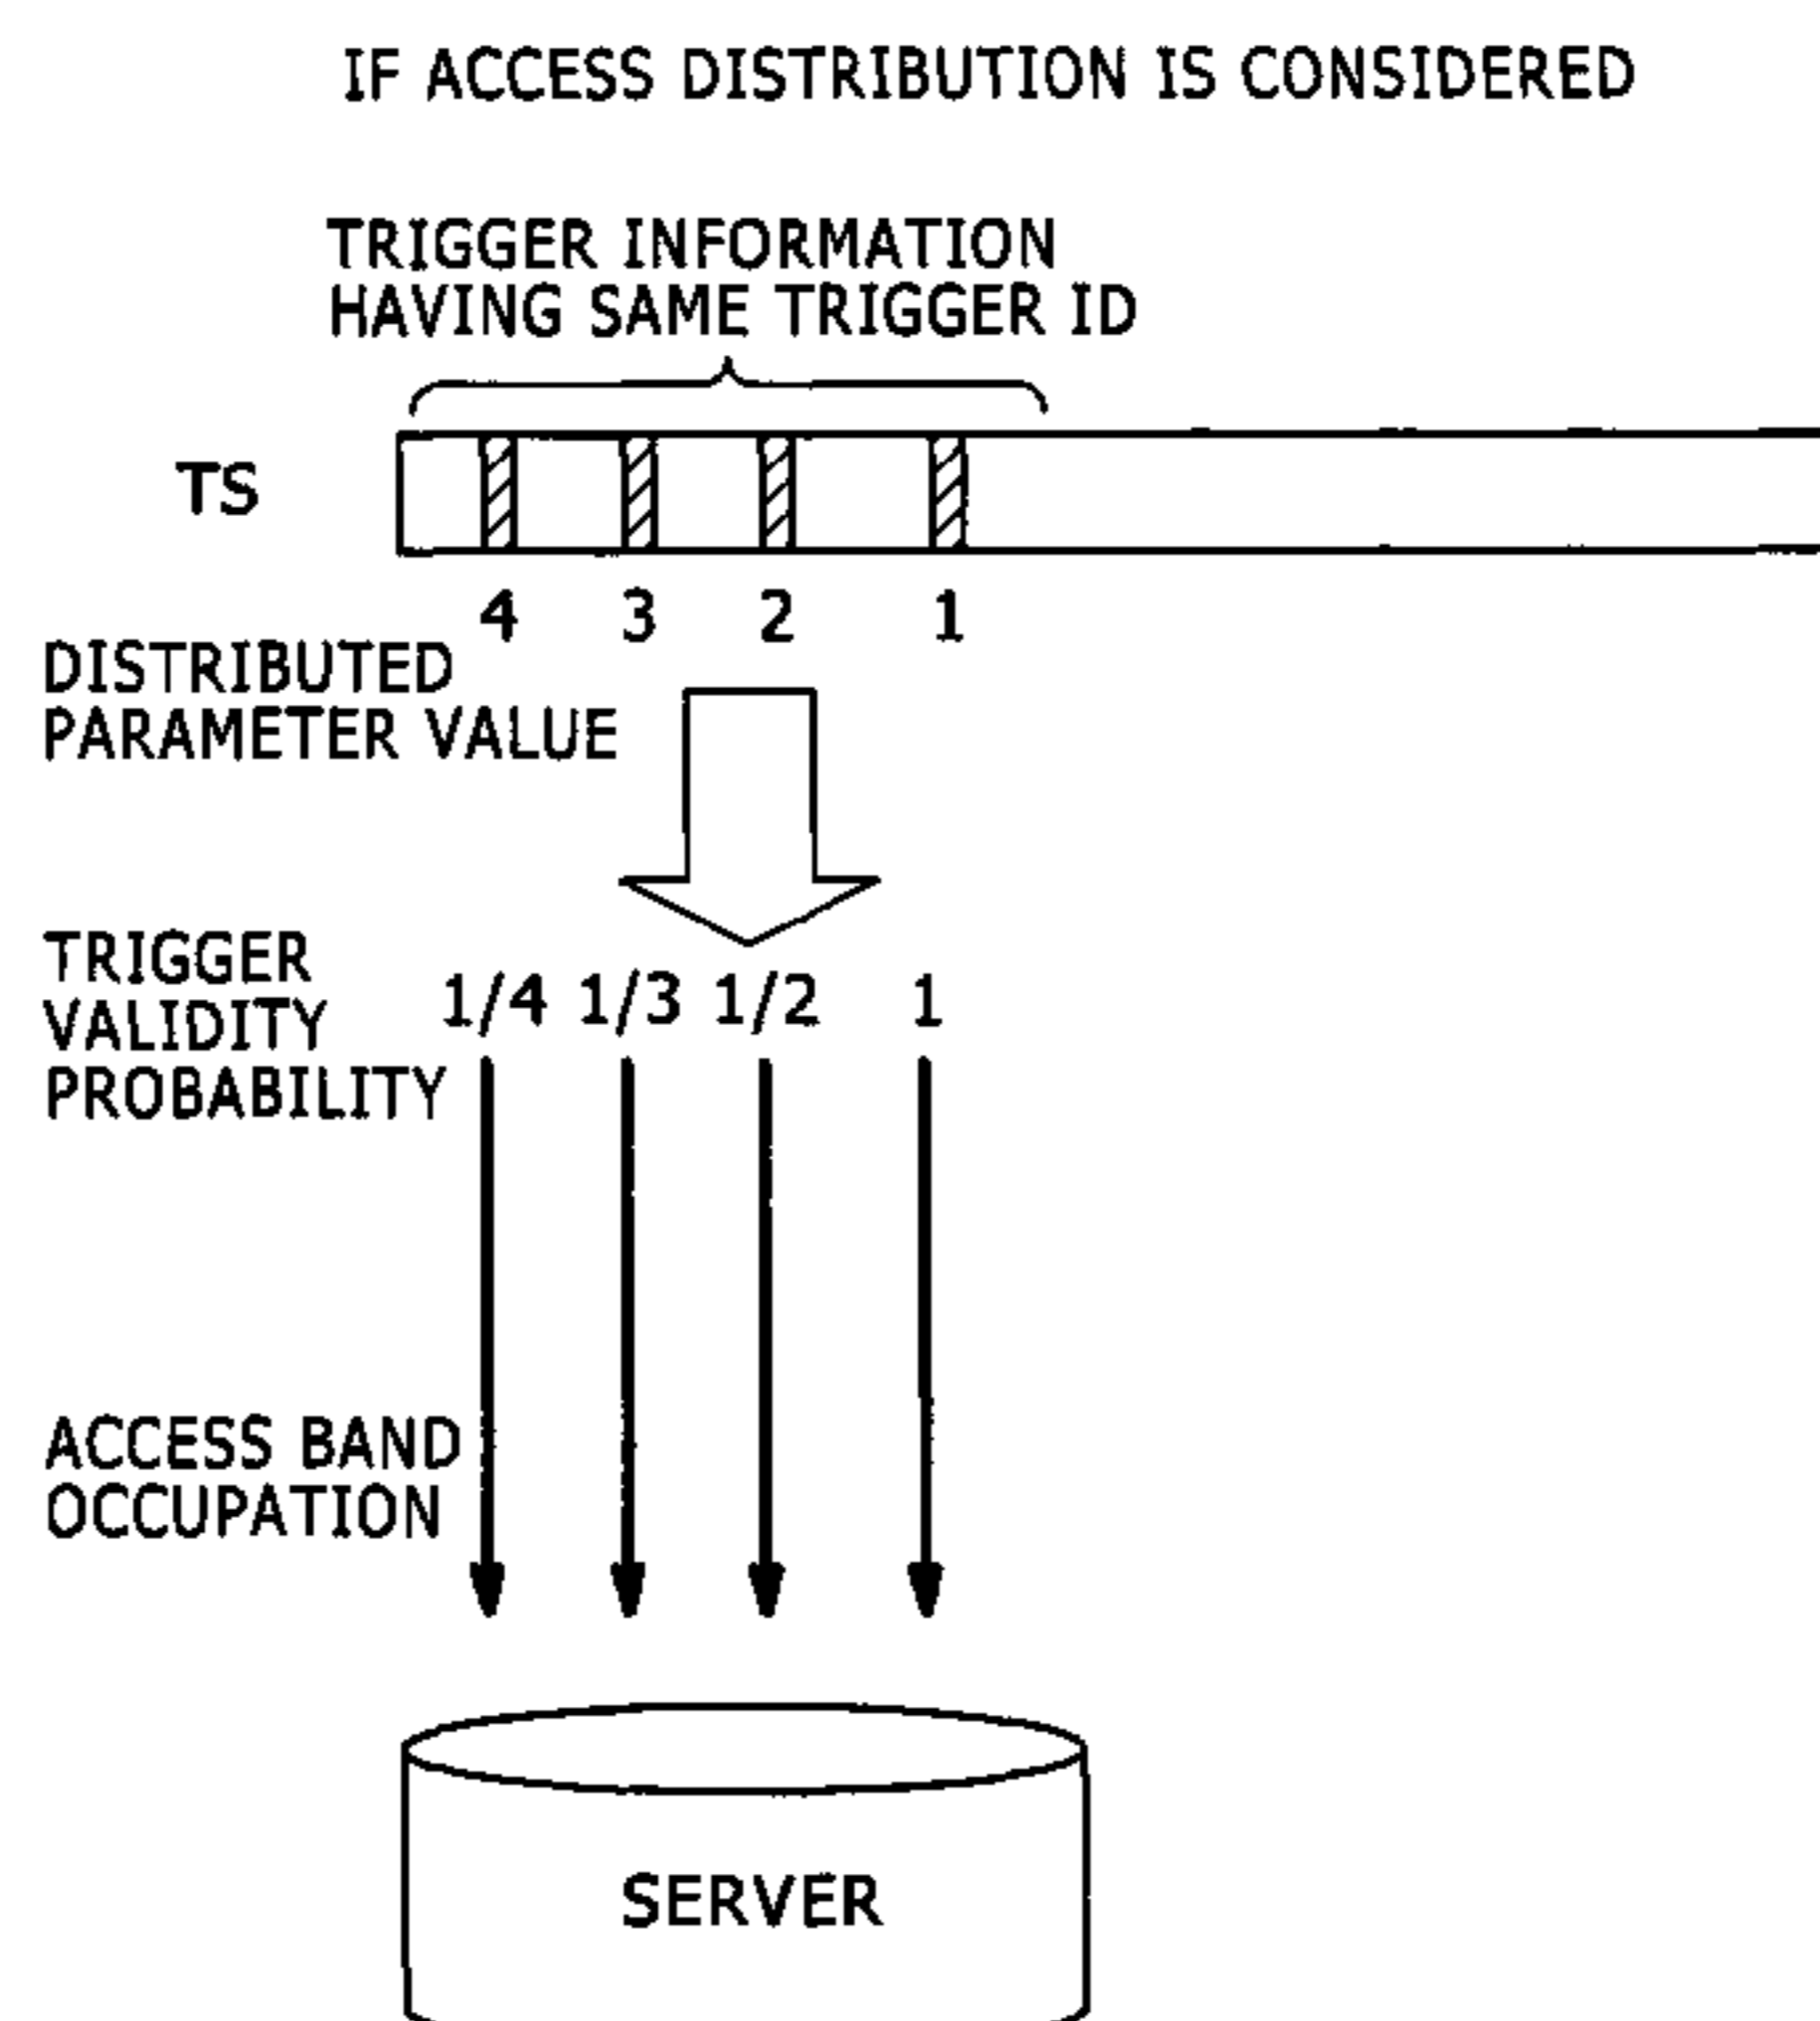 IF ACCESS DISTRIBUTION IS CONSIDERED
TRIGGER INFORMATION
HAVING SAME TRIGGER ID
TS
4 3 2 1
DISTRIBUTED
PARAMETER VALUE
TRIGGER
VALIDITY
PROBABILITY
1/4 1/3 1/2 1
ACCESS BAND
OCCUPATION
SERVER